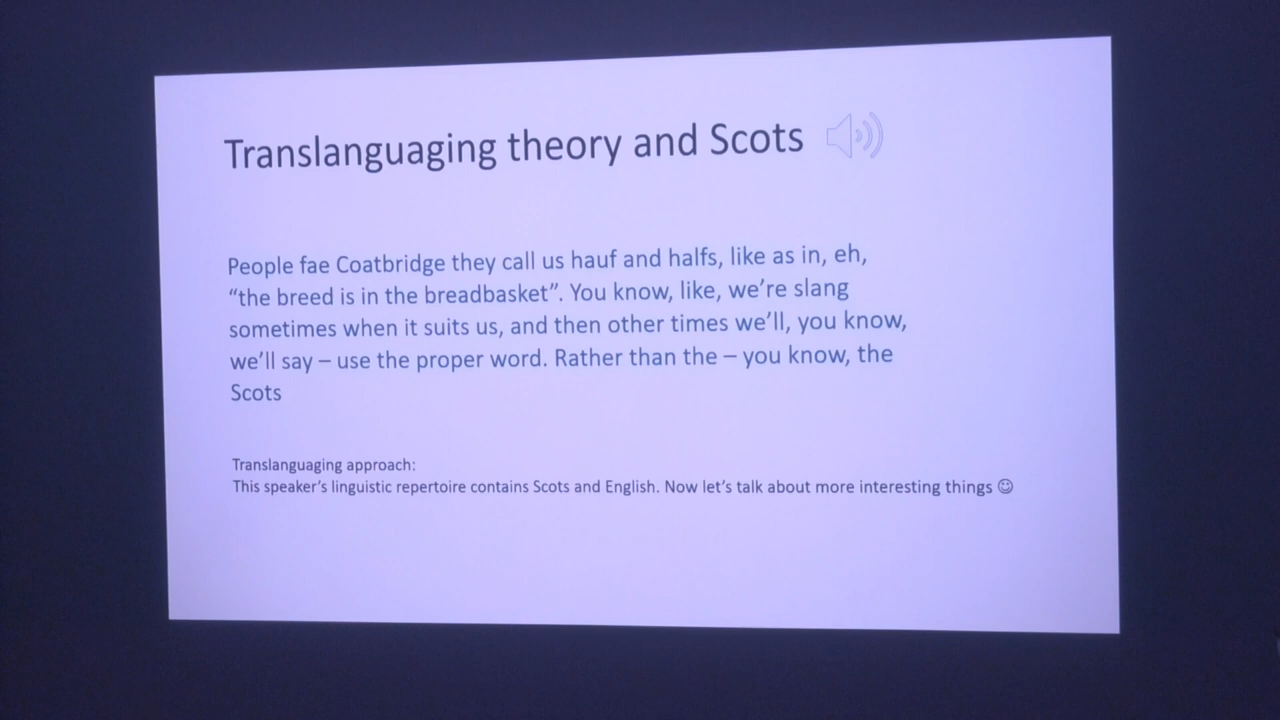 Translanguaging theory and Scots
People fae Coatbridge they call us hauf and halfs, like as in, eh,
“the breed is in the breadbasket”. You know, like, we’re slang
sometimes when it suits us, and then other times we’ll, you know,
we’ll say – use the proper word. Rather than the – you know, the
Scots
Translanguaging approach:
This speaker’s linguistic repertoire contains Scots and English. Now let’s talk about more interesting things ☺